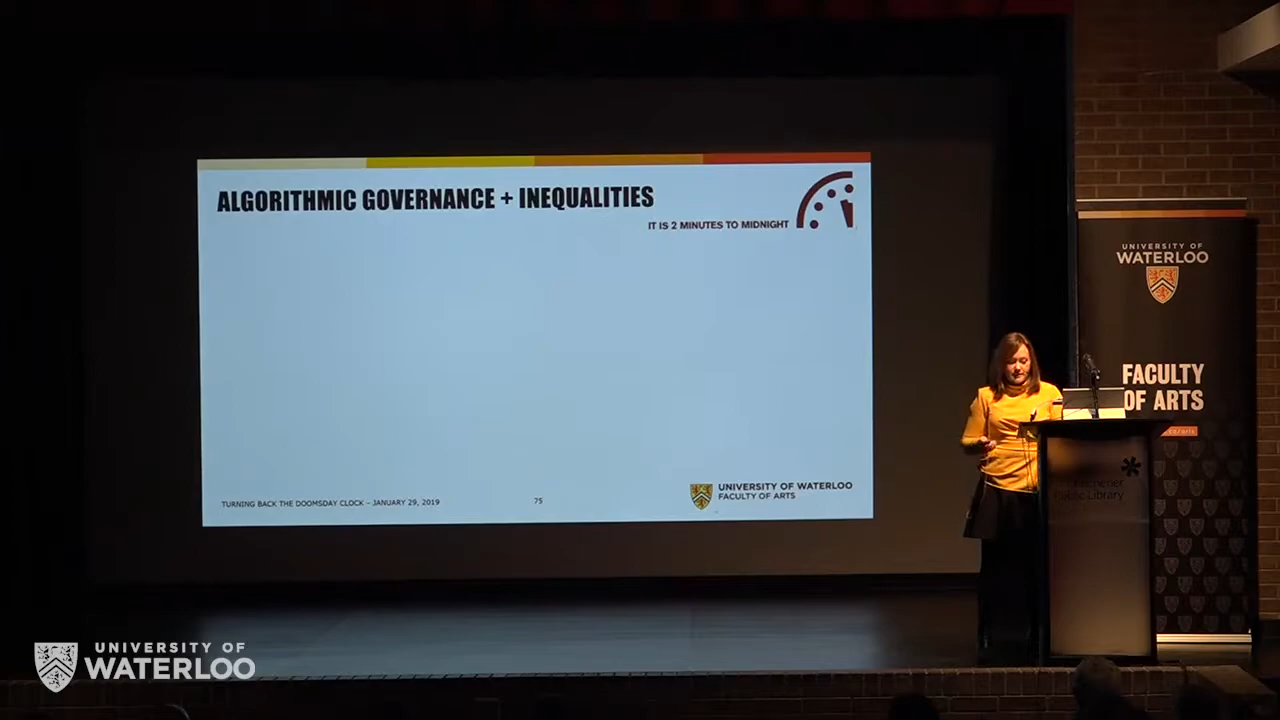 ALGORITHMIC GOVERNANCE + INEQUALITIES
IT IS 2 MINUTES TO MIDNIGHT
TURNING BACK THE DOOMSDAY CLOCK – JANUARY 29, 2019
75
UNIVERSITY OF WATERLOO
FACULTY OF ARTS
UNIVERSITY OF
WATERLOO
FACULTY
OF ARTS
Public Library
UNIVERSITY OF
WATERLOO